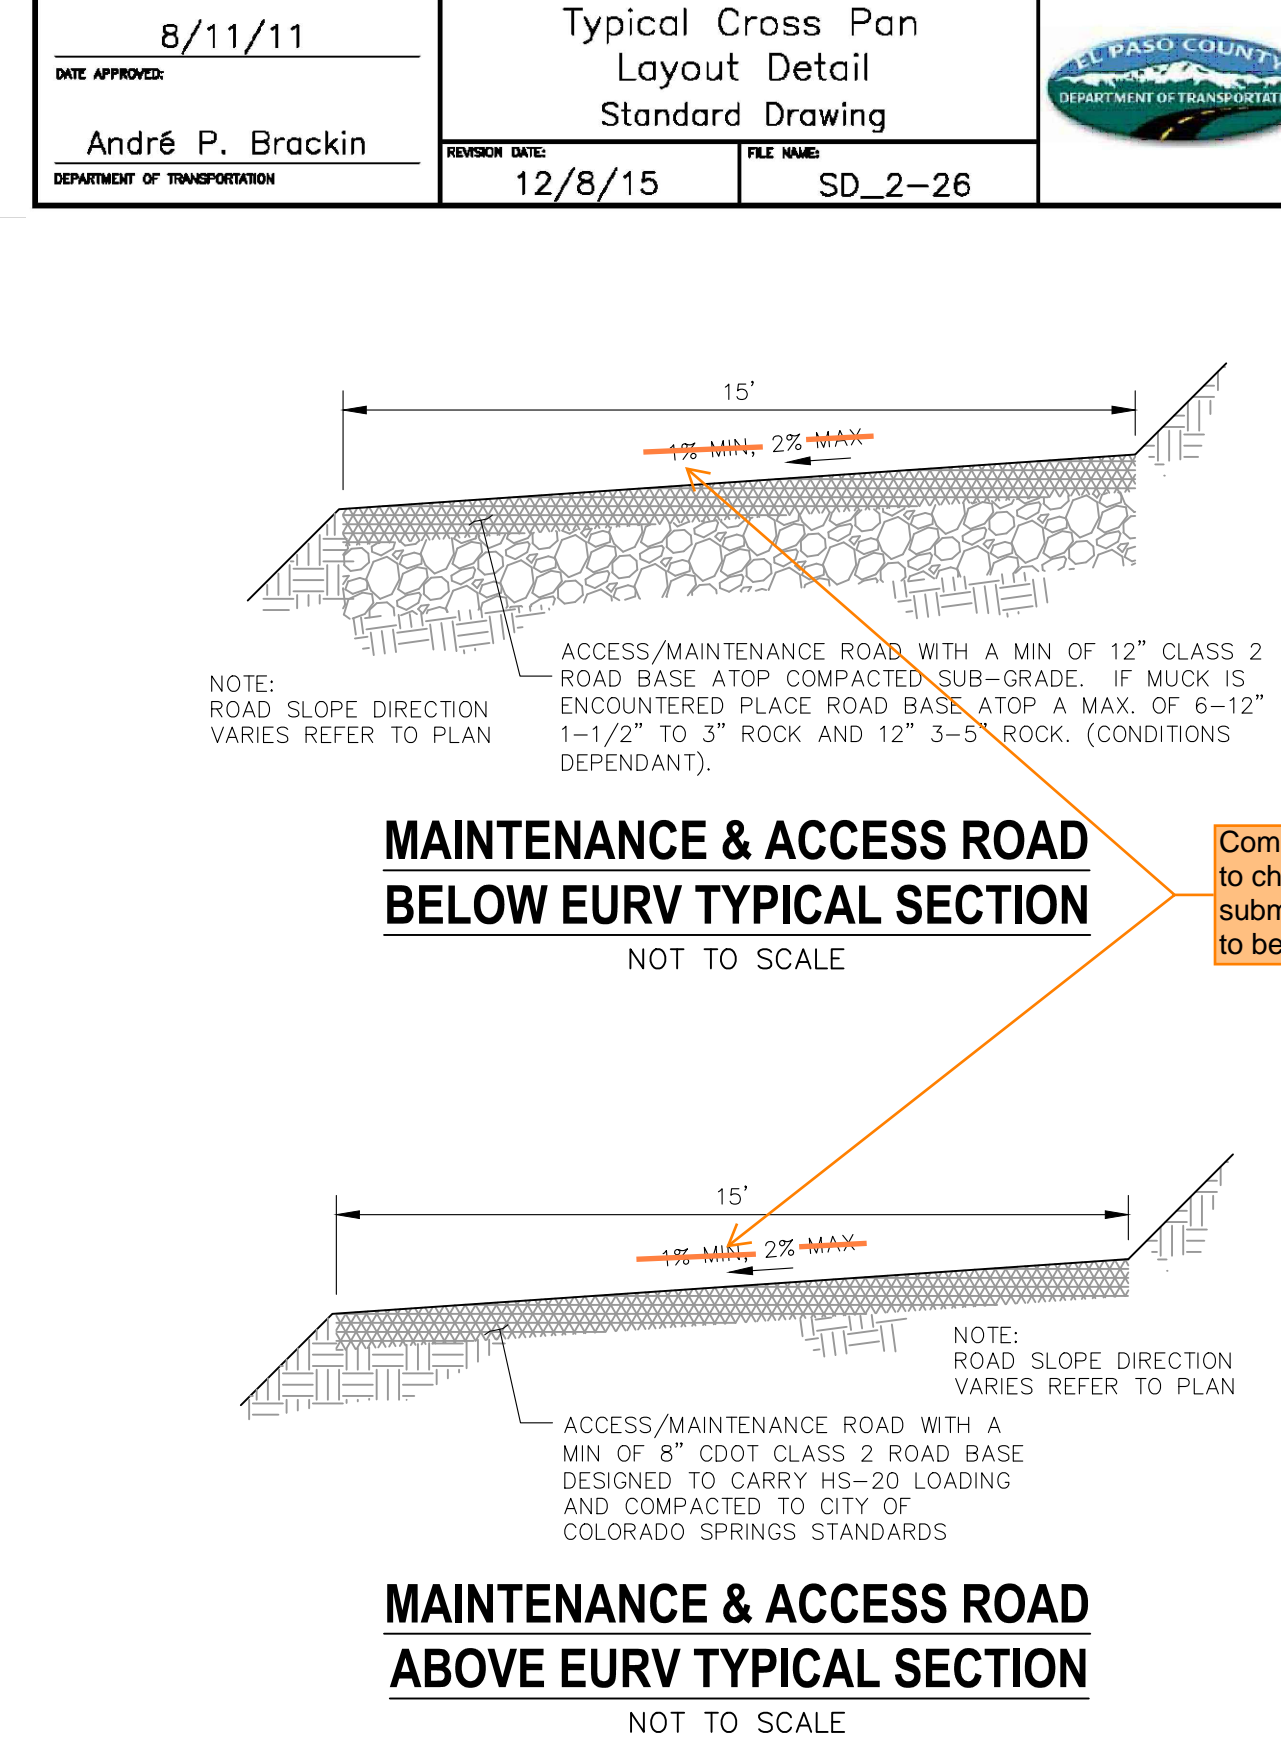 8/11/11
DATE APPROVED:
André P. Brackin
DEPARTMENT OF TRANSPORTATION
Typical Cross Pan
Layout Detail
Standard Drawing
REVISION DATE:
12/8/15
FILE NAME:
SD_2-26
EL PASO COUNTY
DEPARTMENT OF
15'
1% MIN, 2% MAX
ACCESS/MAINTENANCE ROAD WITH A MIN OF 12" CLASS 2
ROAD BASE ATOP COMPACTED SUB-GRADE. IF MUCK IS
ENCOUNTERED PLACE ROAD BASE ATOP A MAX. OF 6-12"
1-1/2" TO 3" ROCK AND 12" 3-5" ROCK. (CONDITIONS
DEPENDANT).
NOTE:
ROAD SLOPE DIRECTION
VARIES REFER TO PLAN
MAINTENANCE & ACCESS ROAD
BELOW EURV TYPICAL SECTION
NOT TO SCALE
to
to be
15'
1% MIN, 2% MAX
NOTE:
ROAD SLOPE DIRECTION
VARIES REFER TO PLAN
ACCESS/MAINTENANCE ROAD WITH A
MIN OF 8" CDOT CLASS 2 ROAD BASE
DESIGNED TO CARRY HS-20 LOADING
AND COMPACTED TO CITY OF
COLORADO SPRINGS STANDARDS
MAINTENANCE & ACCESS ROAD
ABOVE EURV TYPICAL SECTION
NOT TO SCALE